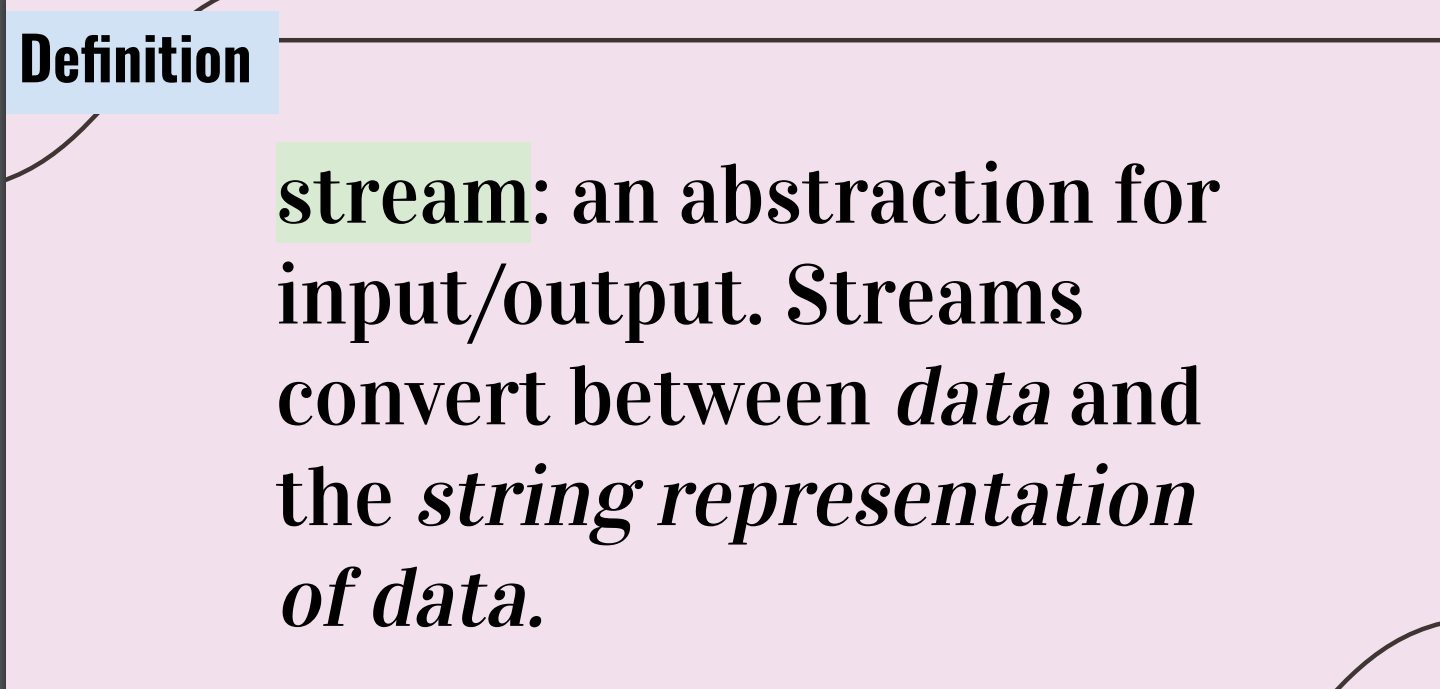 Definition
stream: an abstraction for
input/output. Streams
convert between data and
the string representation
of data.